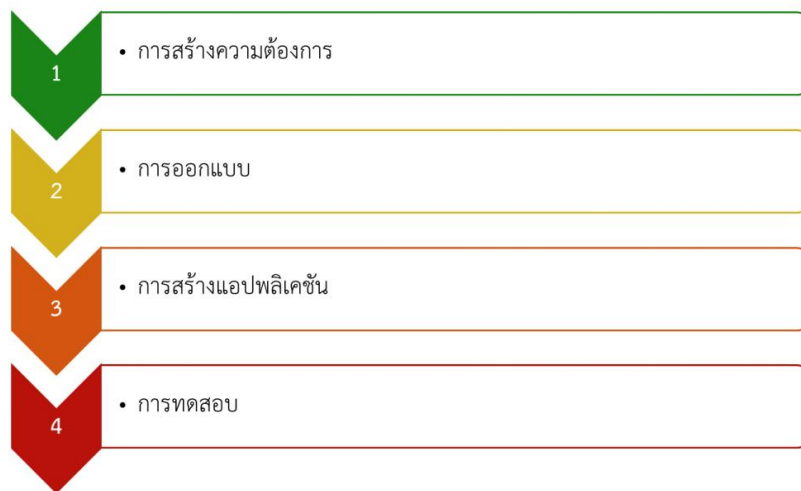 1
• การสร้างความต้องการ
2
• การออกแบบ
3
• การสร้างแอปพลิเคชัน
4
• การทดสอบ